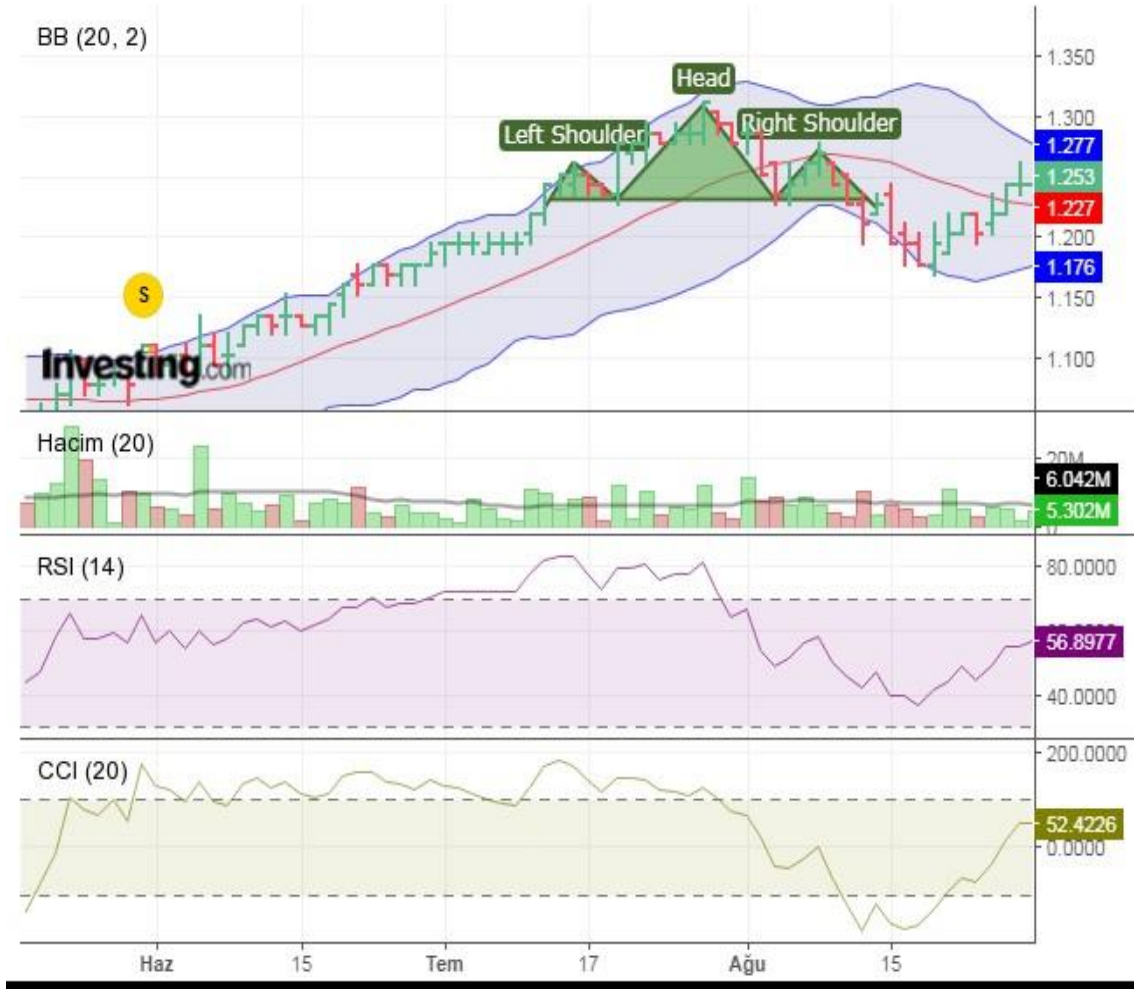 BB (20, 2)
Head
Left Shoulder
Right Shoulder
S
Investing.com
1.350
1.300
1.277
1.253
1.227
1.200
1.176
1.150
1.100
Hacim (20)
20M
6.042M
5.302M
0
RSI (14)
80.0000
56.8977
40.0000
CCI (20)
200.0000
52.4226
0.0000
Haz 15 Tem 17 Ağu 15